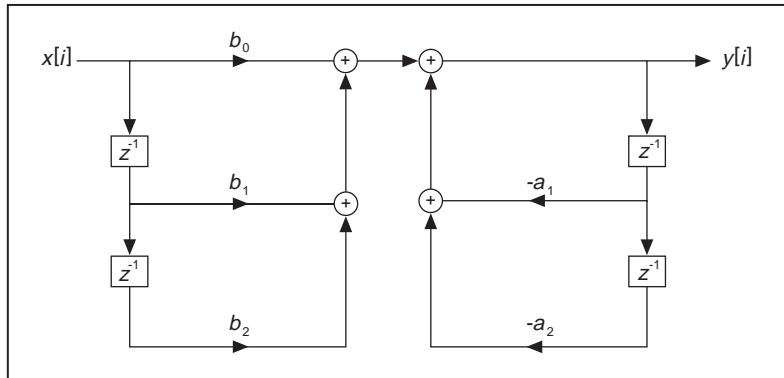 x[i] b₀ + + y[i]
z⁻¹ z⁻¹
b₁ + + -a₁
z⁻¹ z⁻¹
b₂ -a₂